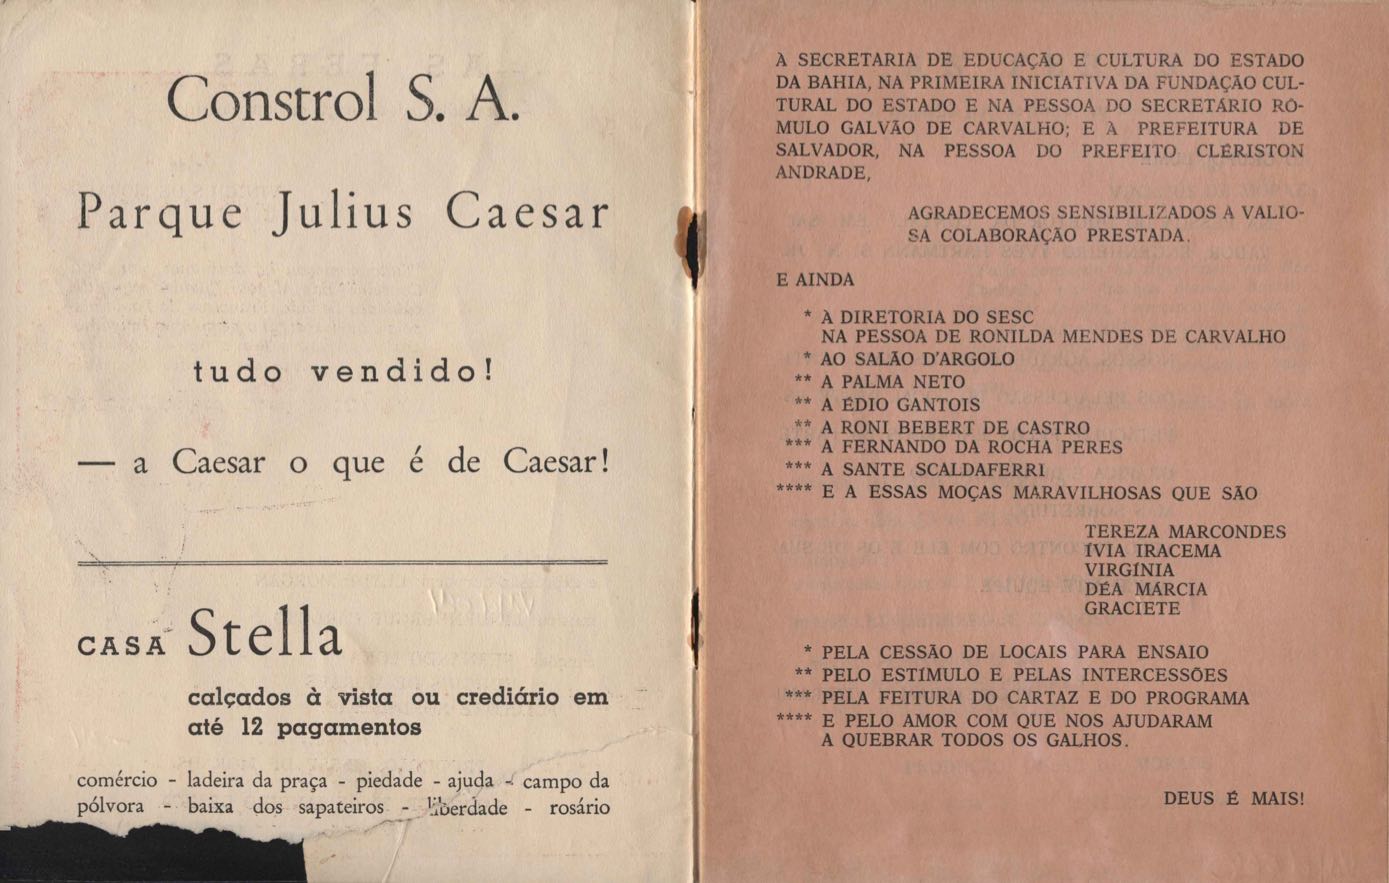 Constrol S. A.
Parque Julius Caesar
tudo vendido!
— a Caesar o que é de Caesar!
CASA Stella
calçados à vista ou crediário em
até 12 pagamentos
comércio - ladeira da praça - piedade - ajuda - campo da
pólvora - baixa dos sapateiros - liberdade - rosário
À SECRETARIA DE EDUCAÇÃO E CULTURA DO ESTADO
DA BAHIA, NA PRIMEIRA INICIATIVA DA FUNDAÇÃO CUL-
TURAL DO ESTADO E NA PESSOA DO SECRETÁRIO RÔ-
MULO GALVÃO DE CARVALHO; E À PREFEITURA DE
SALVADOR, NA PESSOA DO PREFEITO CLÉRISTON
ANDRADE,
AGRADECEMOS SENSIBILIZADOS A VALIO-
SA COLABORAÇÃO PRESTADA.
E AINDA
* À DIRETORIA DO SESC
NA PESSOA DE RONILDA MENDES DE CARVALHO
* AO SALÃO D'ARGOLO
** A PALMA NETO
** A ÉDIO GANTOIS
** A RONI BEBERT DE CASTRO
*** A FERNANDO DA ROCHA PERES
*** A SANTE SCALDAFERRI
**** E A ESSAS MOÇAS MARAVILHOSAS QUE SÃO
TEREZA MARCONDES
ÍVIA IRACEMA
VIRGÍNIA
DÉA MÁRCIA
GRACIETE
* PELA CESSÃO DE LOCAIS PARA ENSAIO
** PELO ESTÍMULO E PELAS INTERCESSÕES
*** PELA FEITURA DO CARTAZ E DO PROGRAMA
**** E PELO AMOR COM QUE NOS AJUDARAM
A QUEBRAR TODOS OS GALHOS.
DEUS É MAIS!